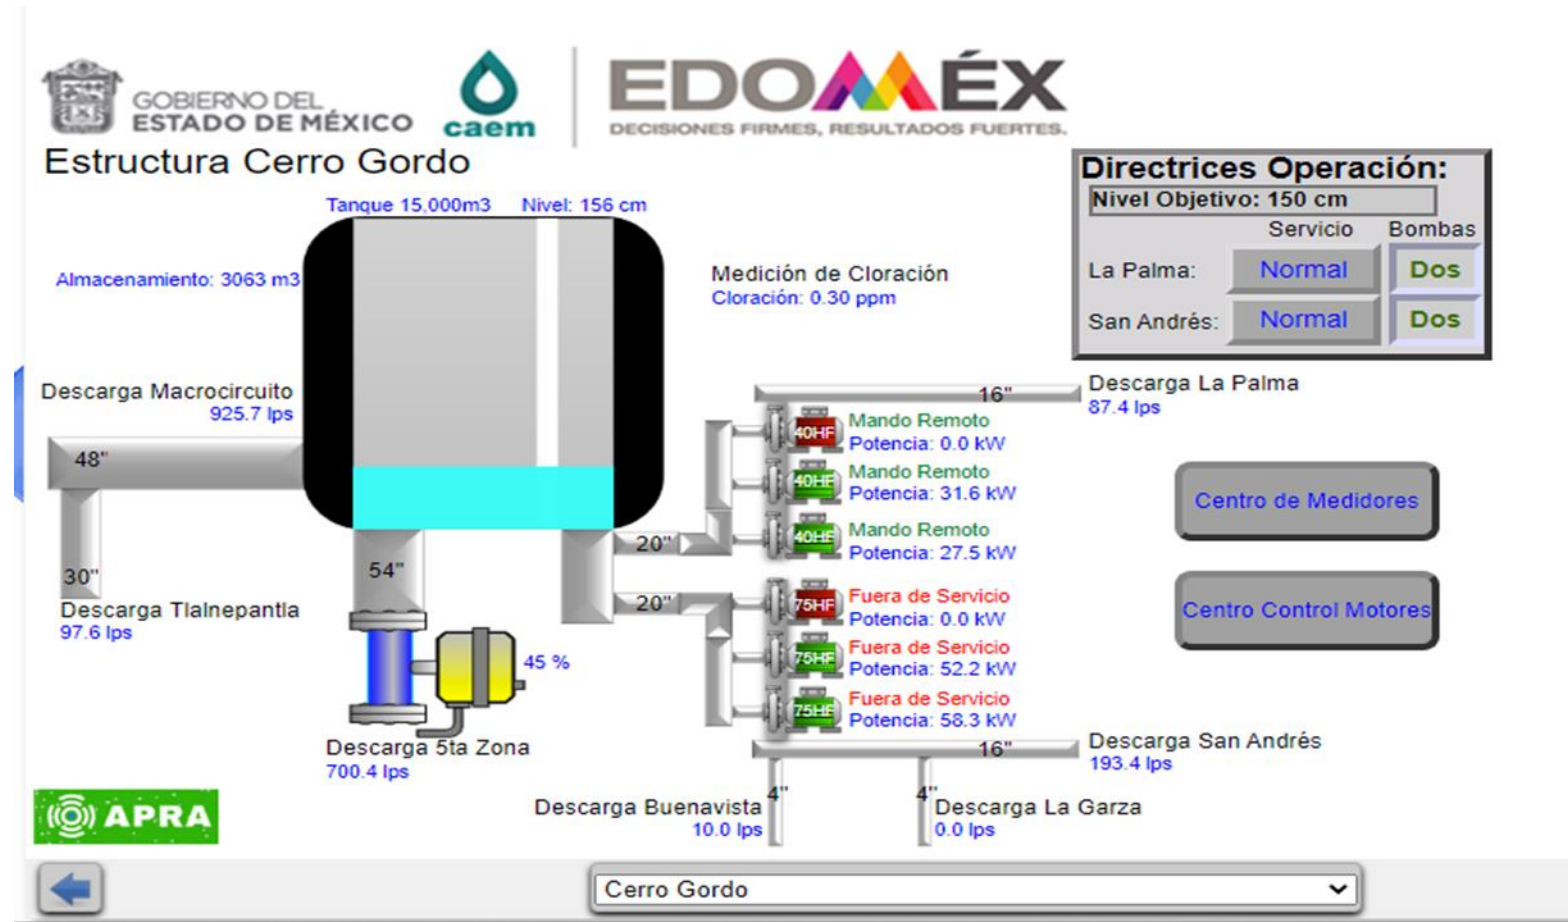 GOBIERNO DEL
ESTADO DE MÉXICO
caem
EDOMÉX
DECISIONES FIRMES, RESULTADOS FUERTES.
Estructura Cerro Gordo
Directrices Operación:
Nivel Objetivo: 150 cm
Servicio Bombas
La Palma: Normal Dos
San Andrés: Normal Dos
Tanque 15,000m3 Nivel: 156 cm
Almacenamiento: 3063 m3
Medición de Cloración
Cloración: 0.30 ppm
Descarga Macrocircuito
925.7 lps
48"
30"
Descarga Tlalnepantla
97.6 lps
54"
45 %
Descarga 5ta Zona
700.4 lps
20"
20"
16"
Descarga La Palma
87.4 lps
40HF Mando Remoto
Potencia: 0.0 kW
40HF Mando Remoto
Potencia: 31.6 kW
40HF Mando Remoto
Potencia: 27.5 kW
75HF Fuera de Servicio
Potencia: 0.0 kW
75HF Fuera de Servicio
Potencia: 52.2 kW
75HF Fuera de Servicio
Potencia: 58.3 kW
16"
Descarga San Andrés
193.4 lps
4"
Descarga Buenavista
10.0 lps
4"
Descarga La Garza
0.0 lps
Centro de Medidores
Centro Control Motores
APRA
Cerro Gordo